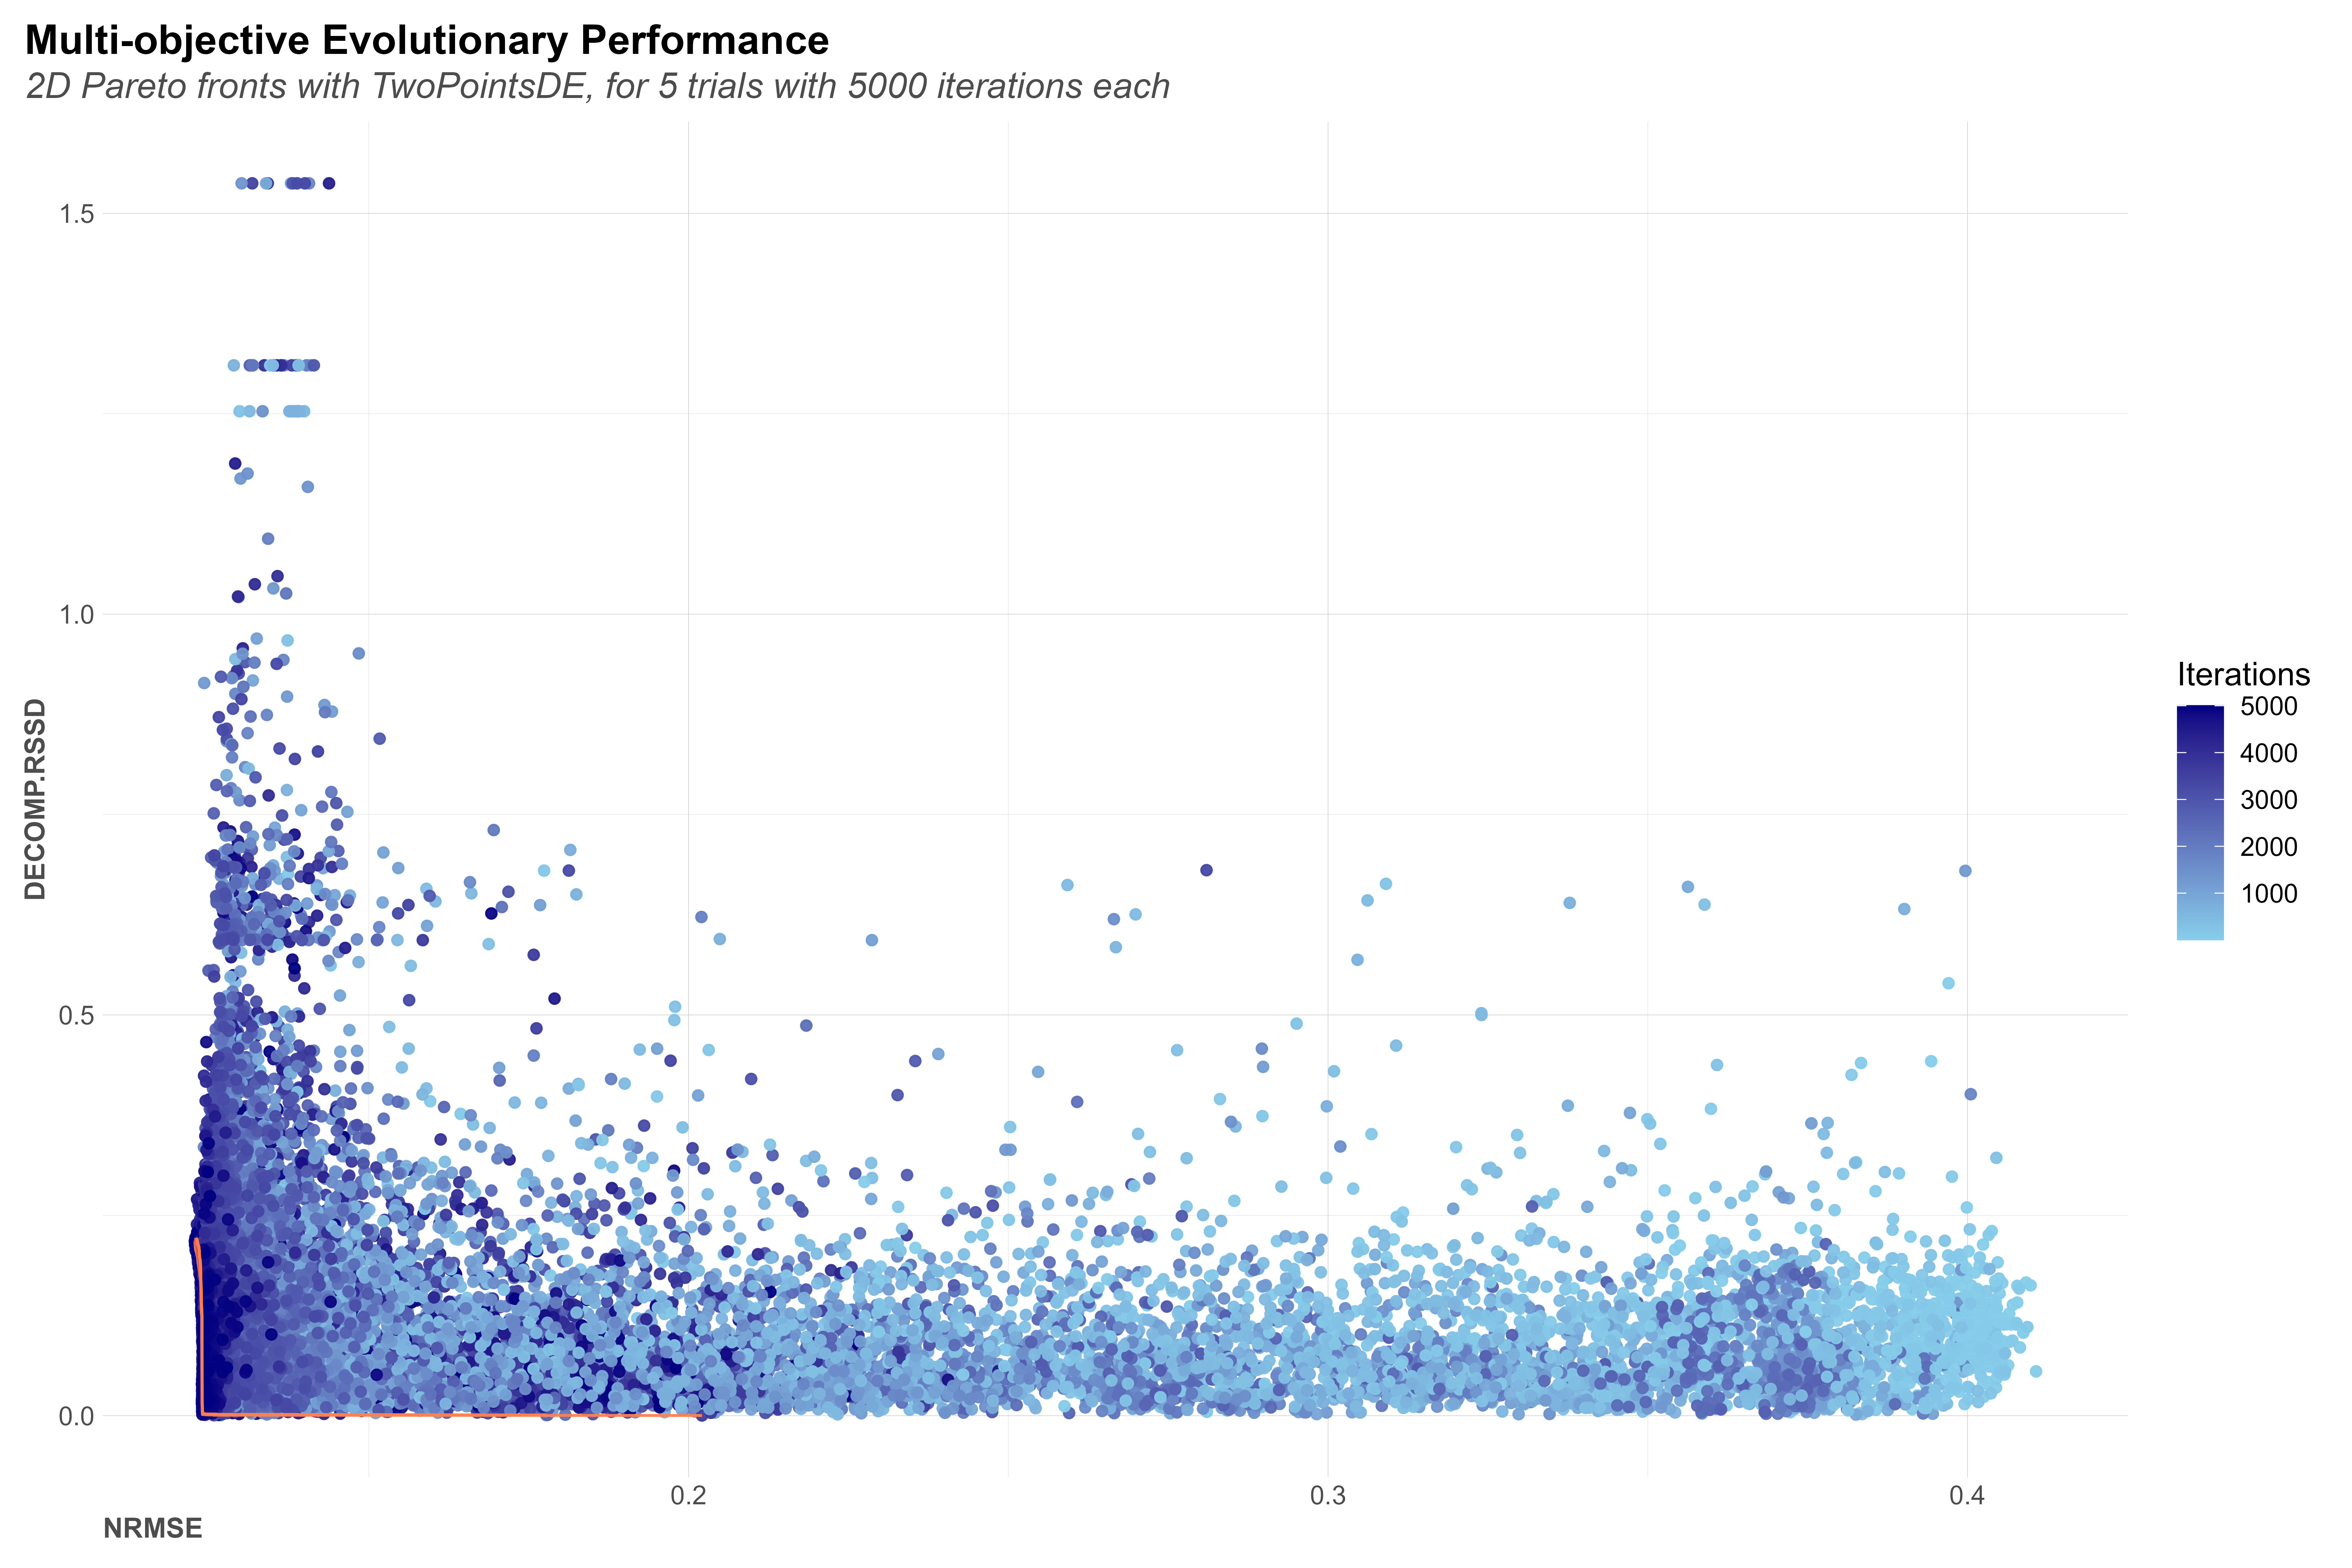 Multi-objective Evolutionary Performance
2D Pareto fronts with TwoPointsDE, for 5 trials with 5000 iterations each
1.5
1.0
0.5
0.0
DECOMP.RSSD
0.2
0.3
0.4
NRMSE
Iterations
5000
4000
3000
2000
1000